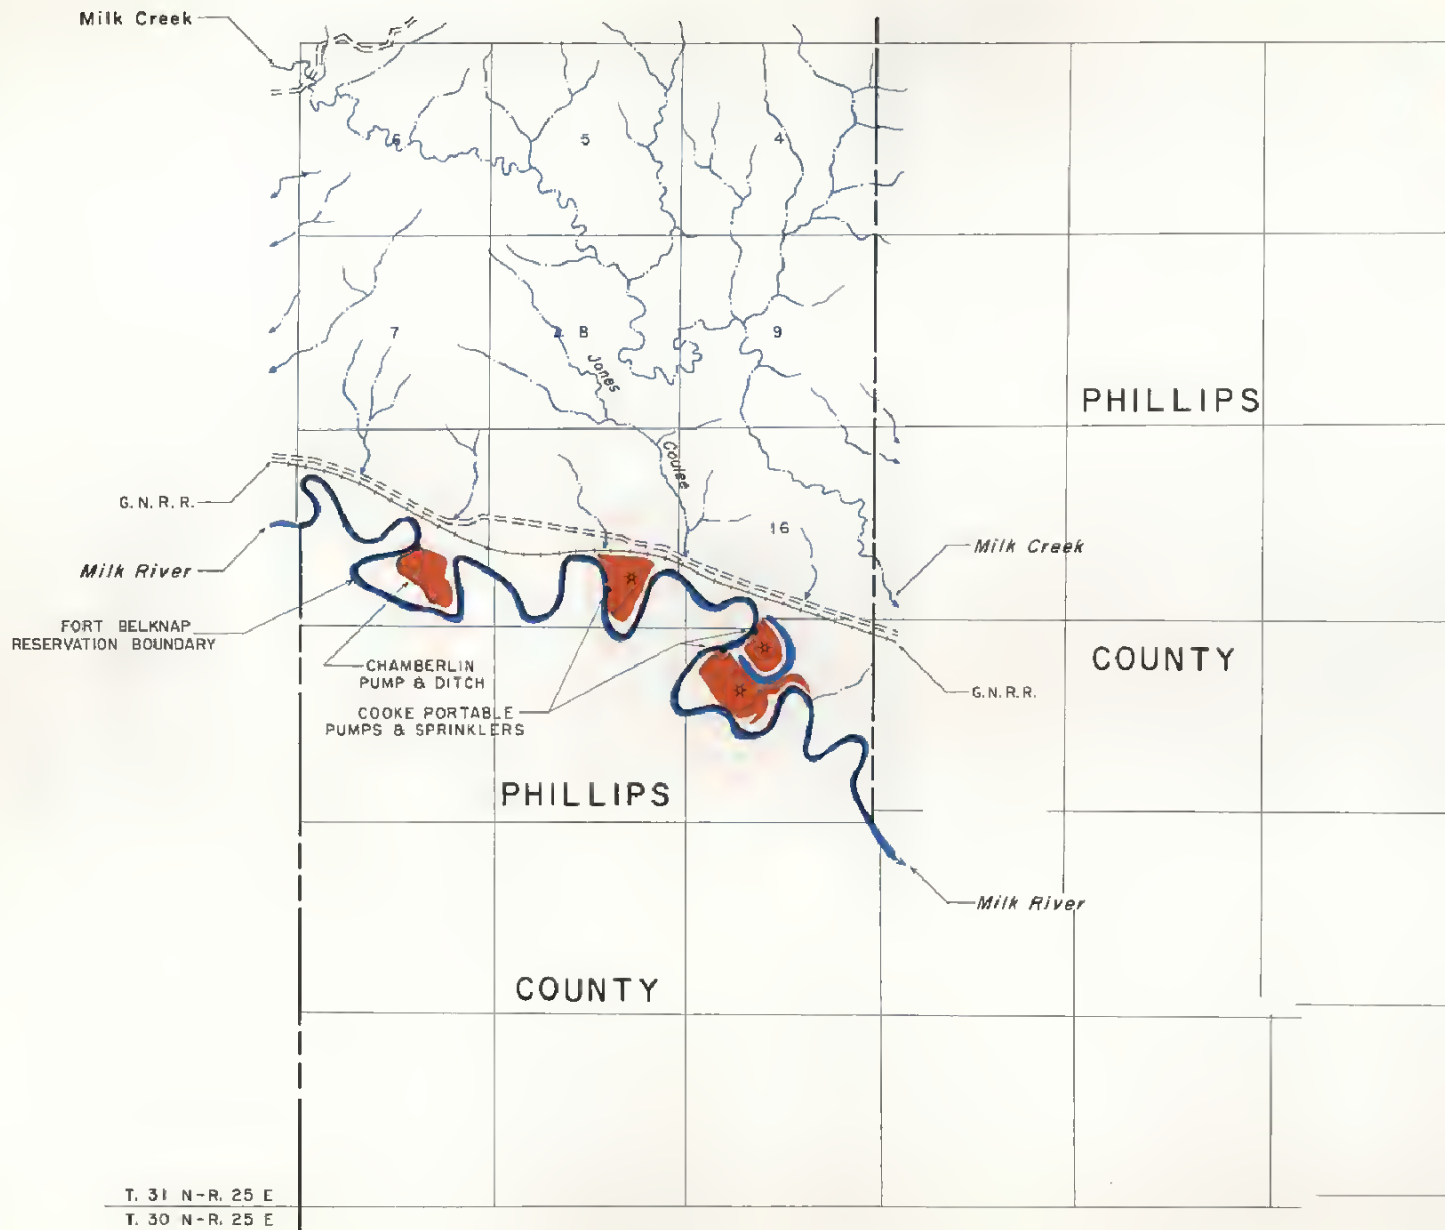 Milk Creek
6
5
4
7
8
9
Jones
PHILLIPS
Coulee
G.N.R.R.
16
Milk Creek
Milk River
FORT BELKNAP
RESERVATION BOUNDARY
COUNTY
CHAMBERLIN
PUMP & DITCH
G.N.R.R.
COOKE PORTABLE
PUMPS & SPRINKLERS
PHILLIPS
Milk River
COUNTY
T. 31 N-R. 25 E
T. 30 N-R. 25 E